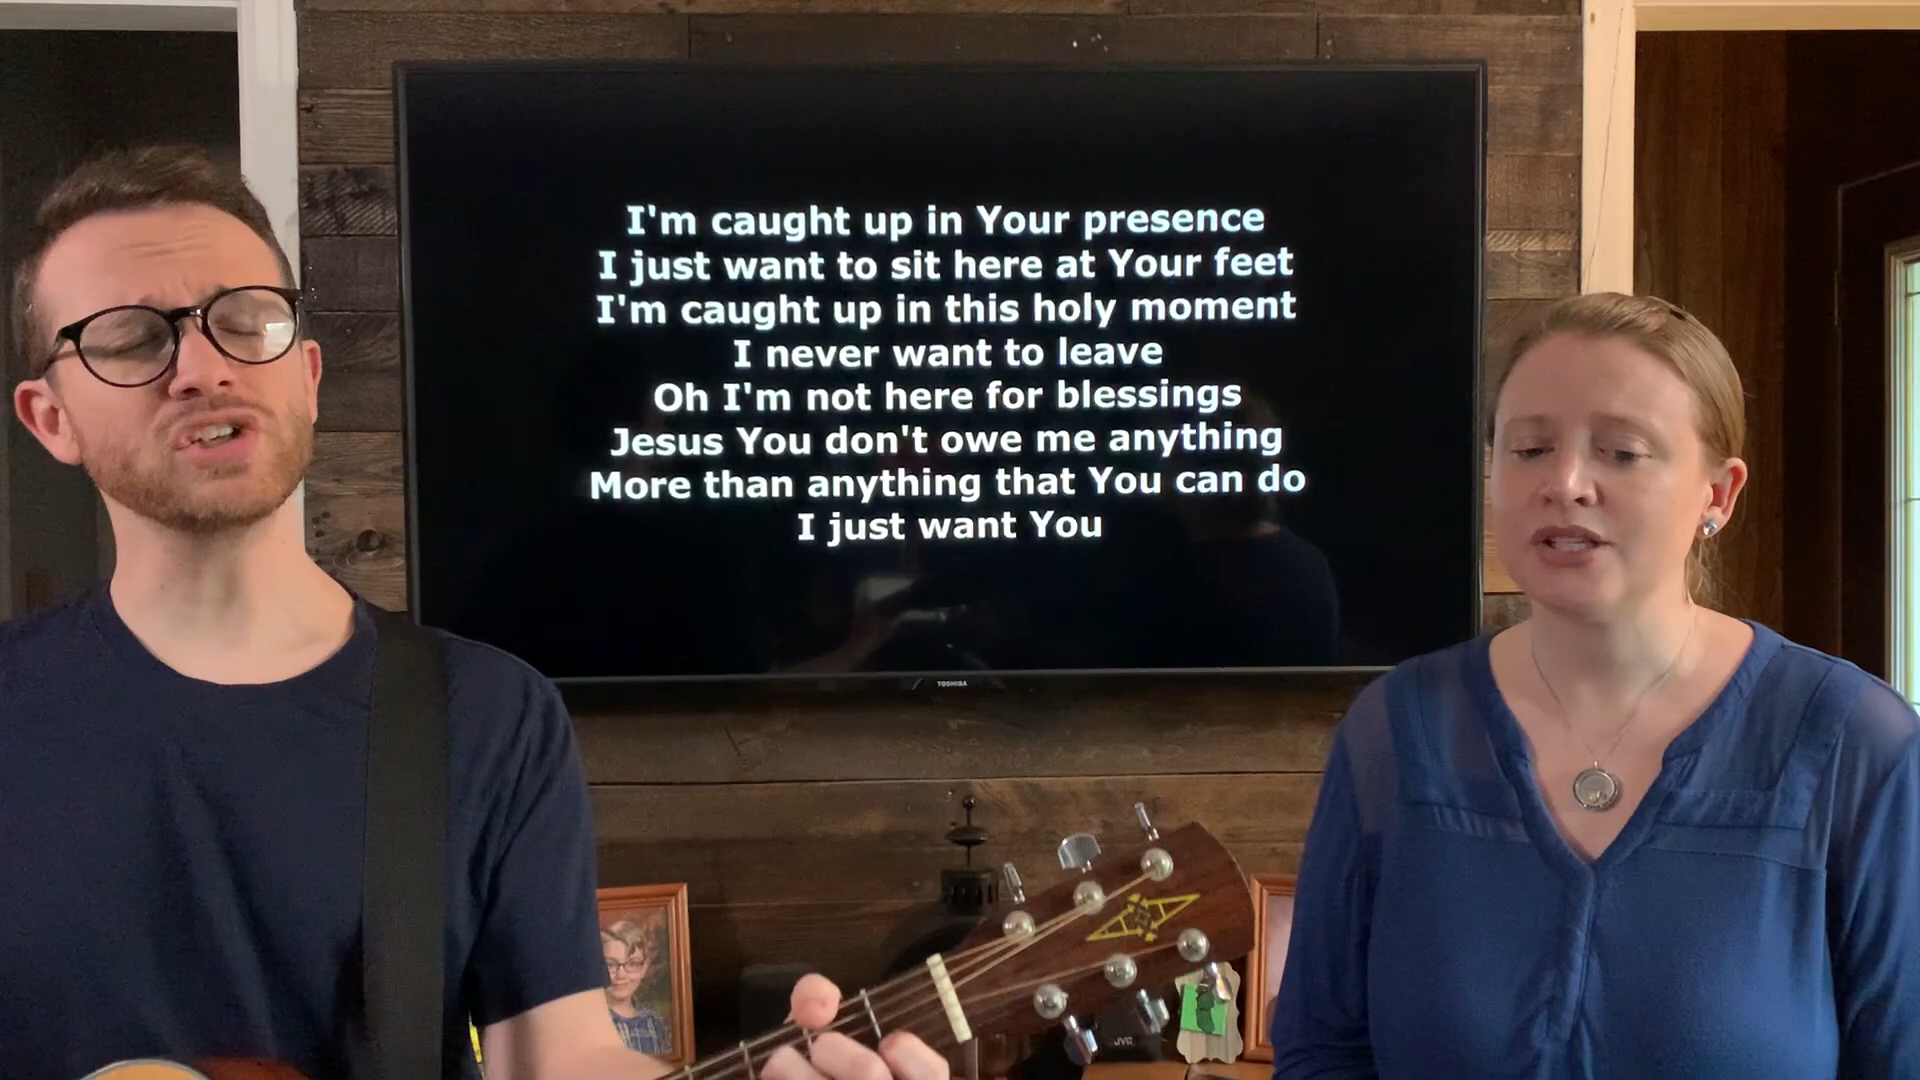 I'm caught up in Your presence
I just want to sit here at Your feet
I'm caught up in this holy moment
I never want to leave
Oh I'm not here for blessings
Jesus You don't owe me anything
More than anything that You can do
I just want You
TOSHIBA
JVC